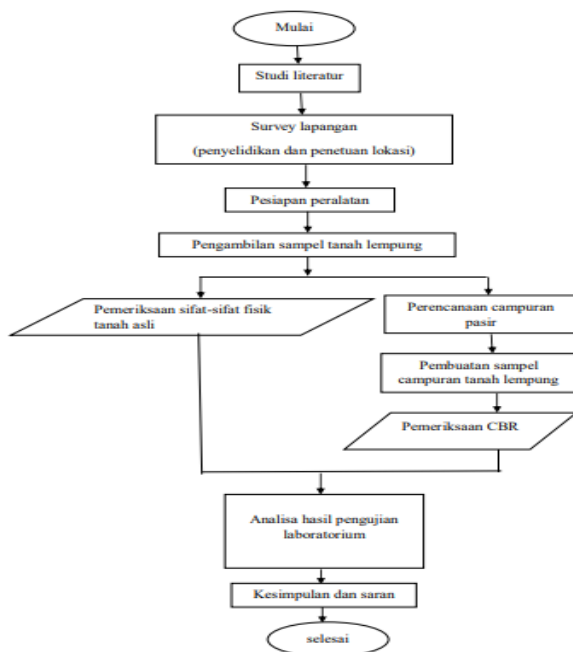 Mulai
Studi literatur
Survey lapangan
(penyelidikan dan penetuan lokasi)
Pesiapan peralatan
Pengambilan sampel tanah lempung
Pemeriksaan sifat-sifat fisik
tanah asli
Perencanaan campuran
pasir
Pembuatan sampel
campuran tanah lempung
Pemeriksaan CBR
Analisa hasil pengujian
laboratorium
Kesimpulan dan saran
selesai